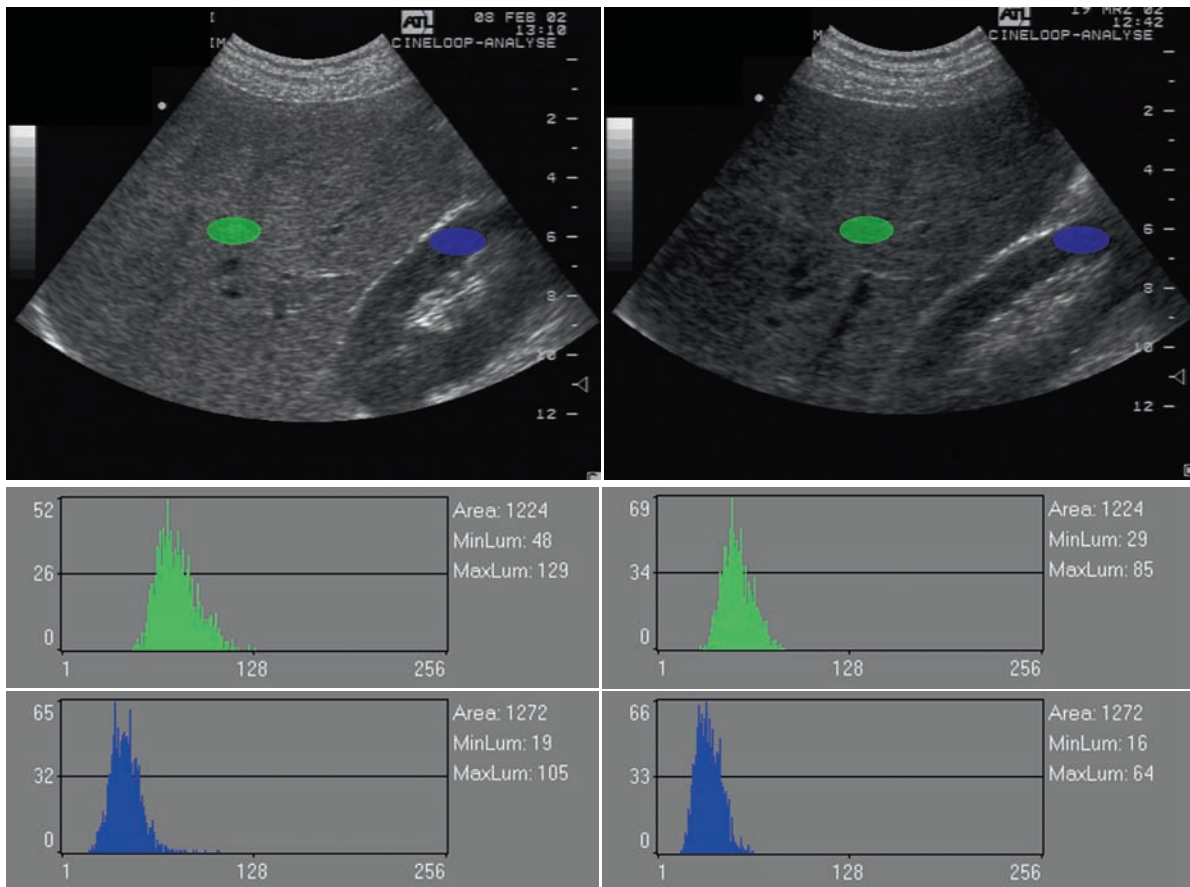 ATL 08 FEB 02
13:10
IM CINELOOP-ANALYSE
2
4
6
8
10
12
ATL 19 MRZ 02
12:42
M CINELOOP-ANALYSE
2
4
6
8
10
12
52
26
0
1 128 256
Area: 1224
MinLum: 48
MaxLum: 129
69
34
0
1 128 256
Area: 1224
MinLum: 29
MaxLum: 85
65
32
0
1 128 256
Area: 1272
MinLum: 19
MaxLum: 105
66
33
0
1 128 256
Area: 1272
MinLum: 16
MaxLum: 64